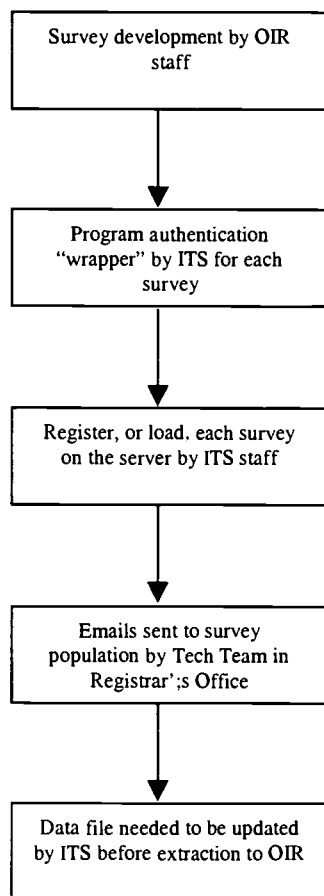 Survey development by OIR
staff
Program authentication
“wrapper” by ITS for each
survey
Register, or load, each survey
on the server by ITS staff
Emails sent to survey
population by Tech Team in
Registrar';s Office
Data file needed to be updated
by ITS before extraction to OIR